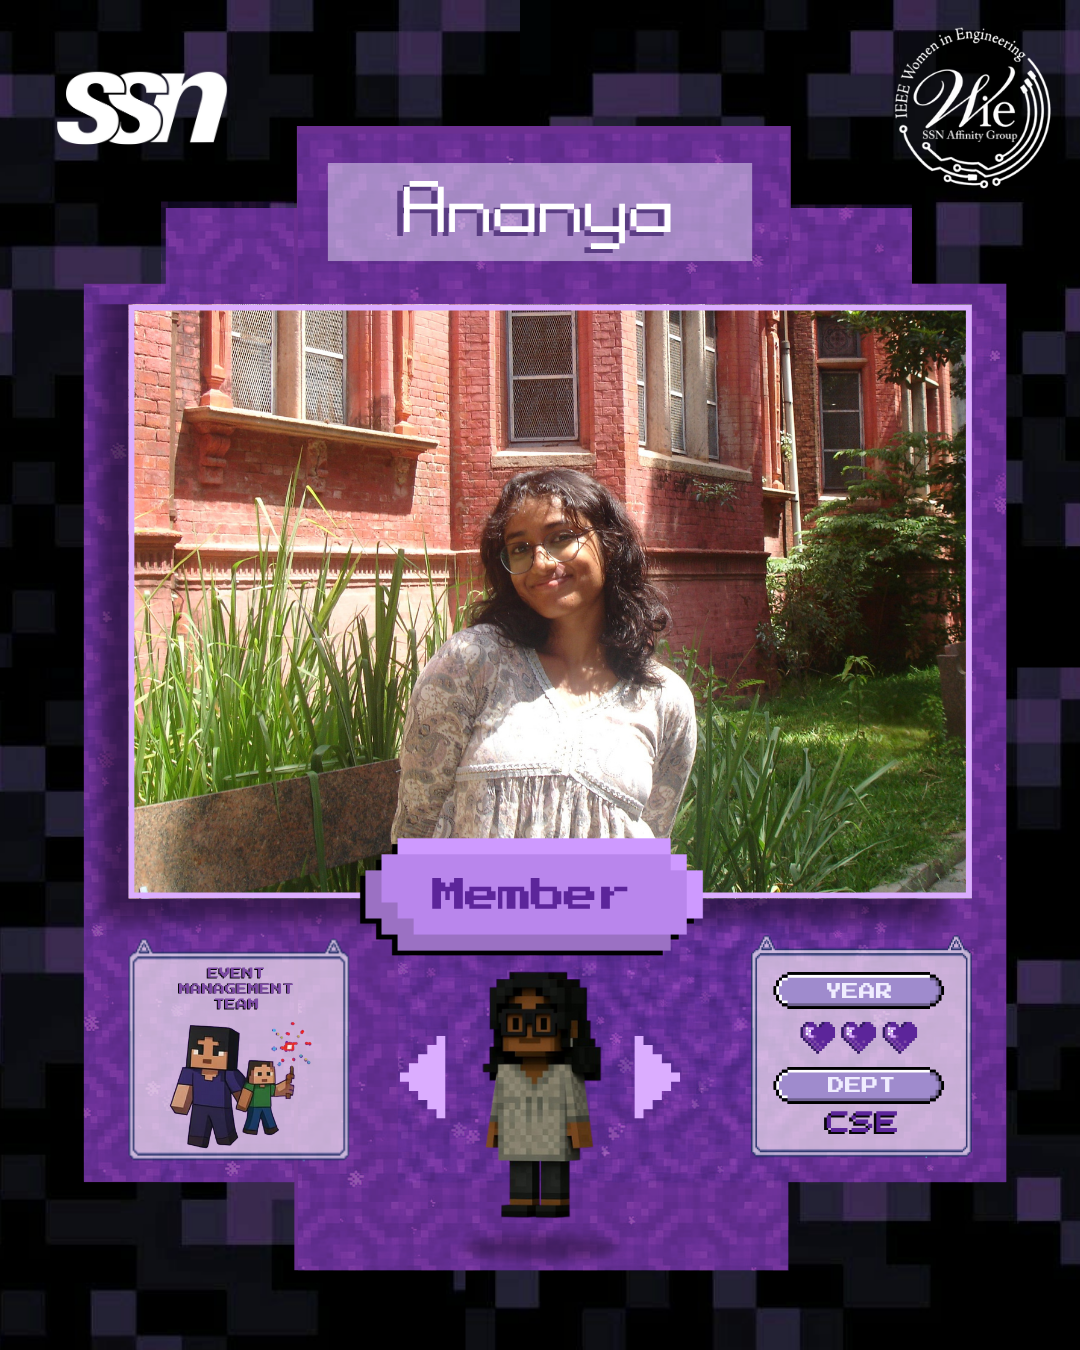 ssn
IEEE Women in Engineering
WiE
SSN Affinity Group
Ananya
Member
EVENT
MANAGEMENT
TEAM
YEAR
DEPT
CSE